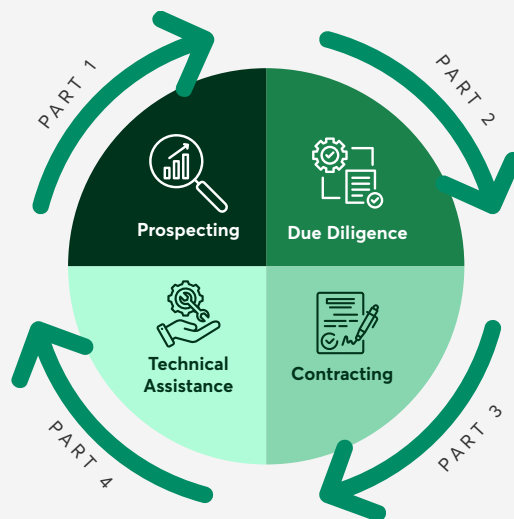 PART 1
PART 2
Prospecting
Due Diligence
Technical
Assistance
Contracting
PART 4
PART 3